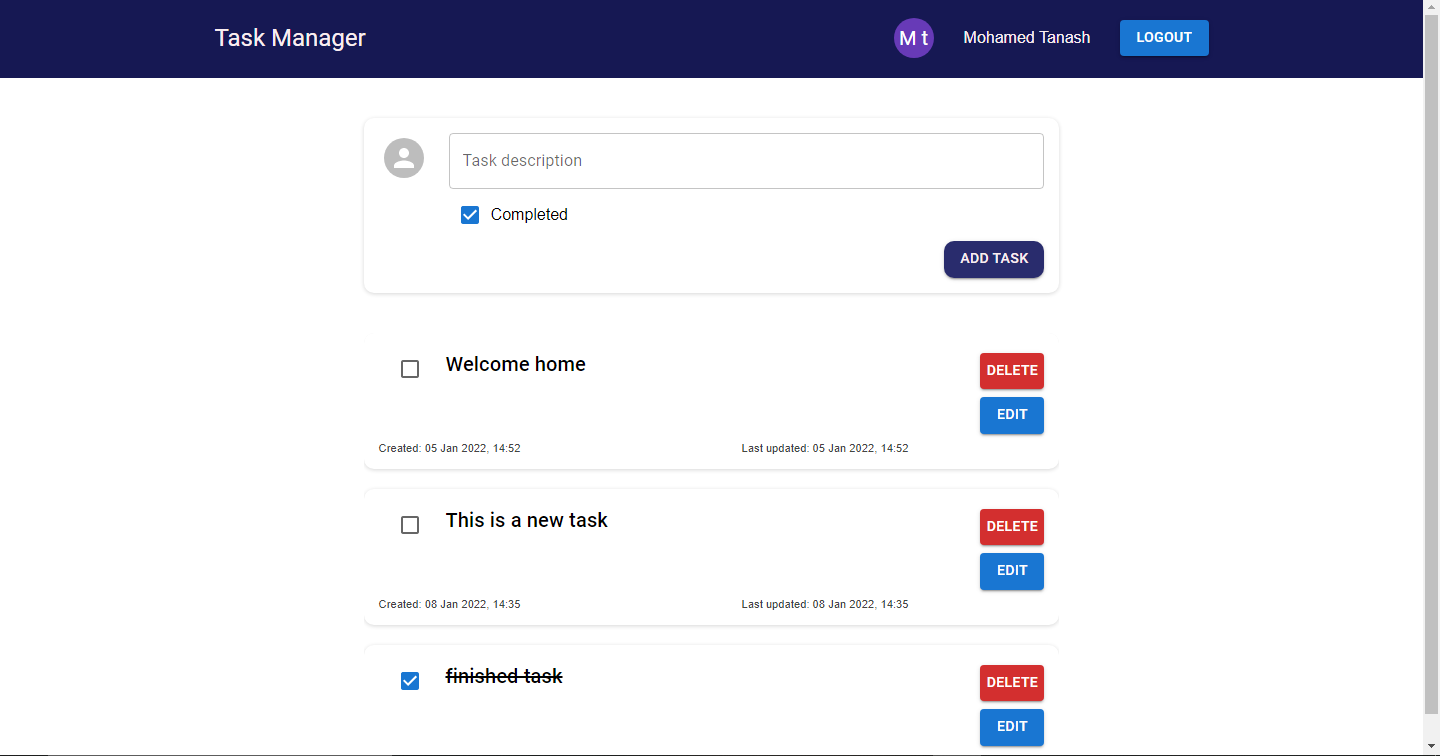 Task Manager
M t
Mohamed Tanash
LOGOUT
Task description
Completed
ADD TASK
Welcome home
DELETE
EDIT
Created: 05 Jan 2022, 14:52
Last updated: 05 Jan 2022, 14:52
This is a new task
DELETE
EDIT
Created: 08 Jan 2022, 14:35
Last updated: 08 Jan 2022, 14:35
finished task
DELETE
EDIT